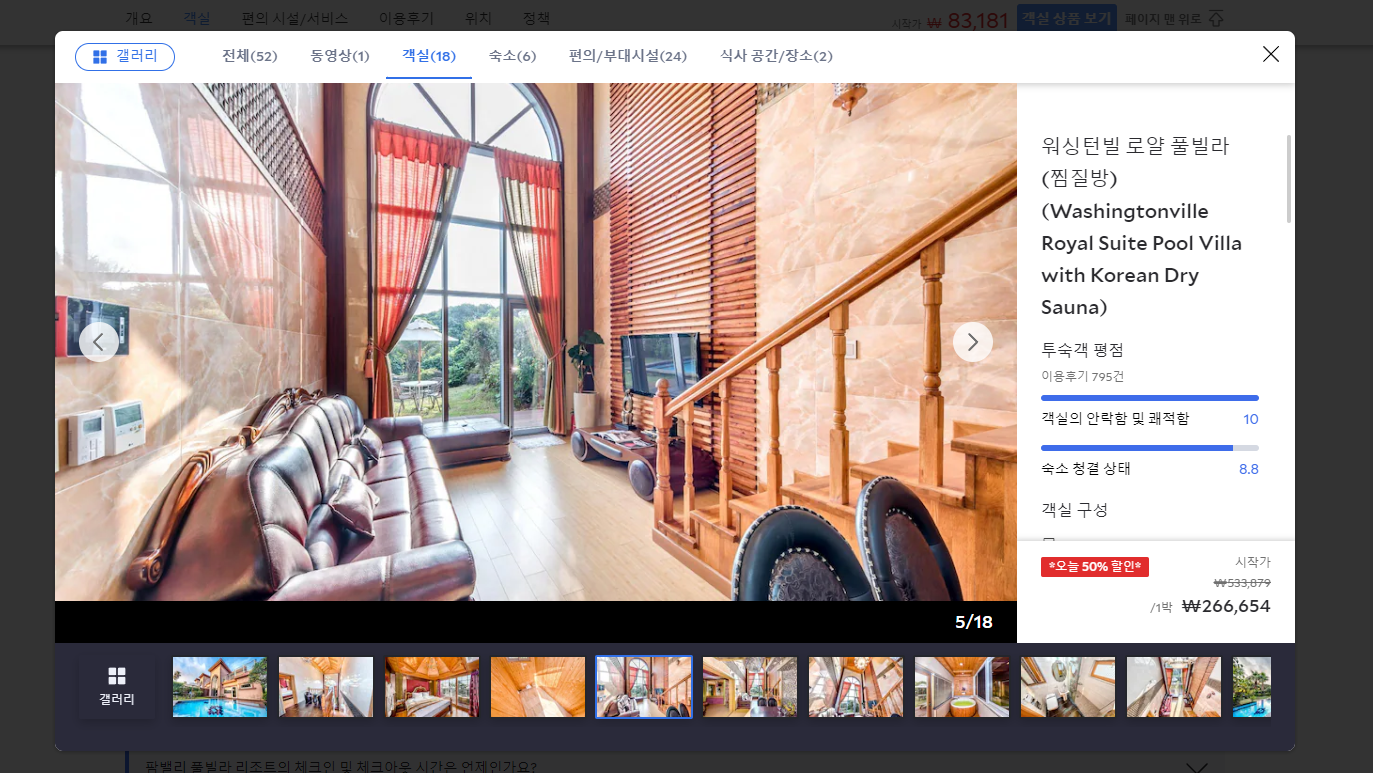 개요 객실 편의 시설/서비스 이용후기 위치 정책
시작가 ₩ 83,181 객실 상품 보기 페이지 맨 위로
갤러리 전체(52) 동영상(1) 객실(18) 숙소(6) 편의/부대시설(24) 식사 공간/장소(2)
워싱턴빌 로얄 풀빌라
(찜질방)
(Washingtonville
Royal Suite Pool Villa
with Korean Dry
Sauna)
투숙객 평점
이용후기 795건
객실의 안락함 및 쾌적함 10
숙소 청결 상태 8.8
객실 구성
*오늘 50% 할인*
시작가
₩533,879
/1박 ₩266,654
5/18
갤러리
팜밸리 풀빌라 리조트의 체크인 및 체크아웃 시간은 언제인가요?